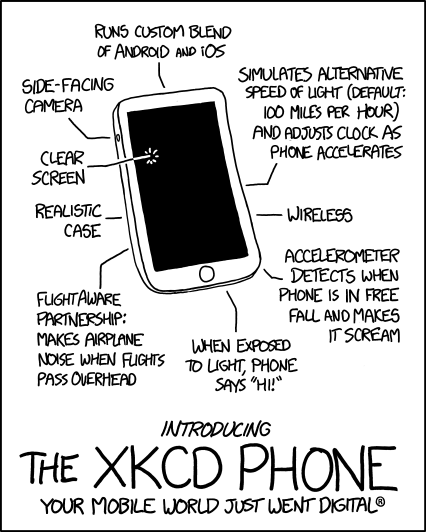 RUNS CUSTOM BLEND
OF ANDROID AND iOS
SIDE-FACING
CAMERA
SIMULATES ALTERNATIVE
SPEED OF LIGHT (DEFAULT:
100 MILES PER HOUR)
AND ADJUSTS CLOCK AS
PHONE ACCELERATES
CLEAR
SCREEN
REALISTIC
CASE
WIRELESS
ACCELEROMETER
DETECTS WHEN
PHONE IS IN FREE
FALL AND MAKES
IT SCREAM
FLIGHTAWARE
PARTNERSHIP:
MAKES AIRPLANE
NOISE WHEN FLIGHTS
PASS OVERHEAD
WHEN EXPOSED
TO LIGHT, PHONE
SAYS "HI!"
INTRODUCING
THE XKCD PHONE
YOUR MOBILE WORLD JUST WENT DIGITAL®